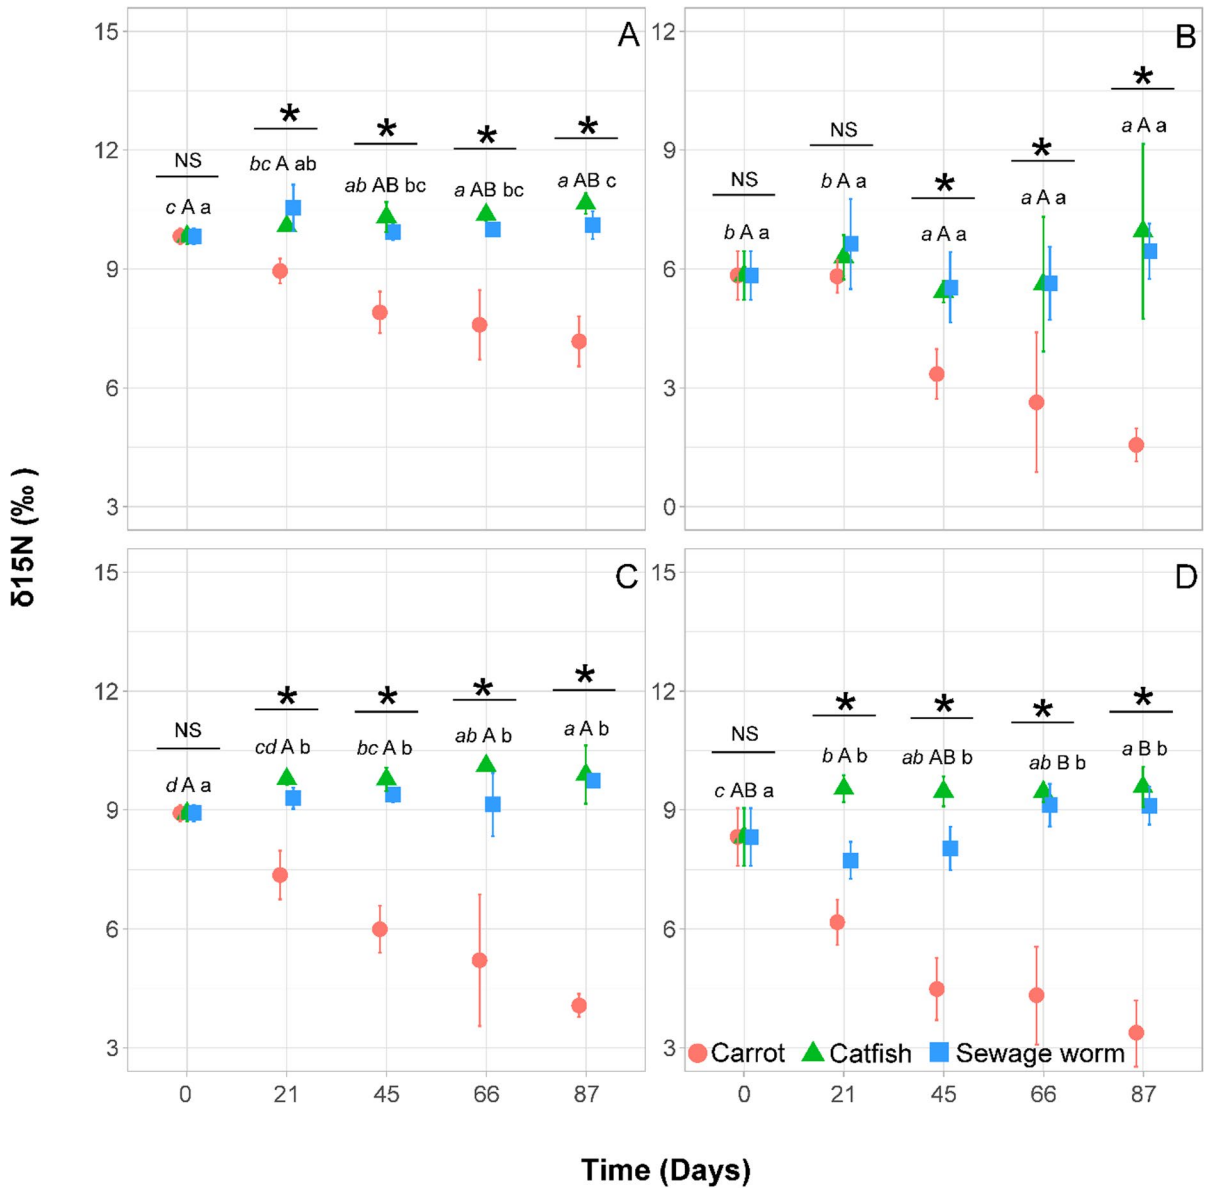 δ15N (‰ )
A
15
12
9
6
3
NS
c A a
*
bc A ab
*
ab AB bc
*
a AB bc
*
a AB c
B
12
9
6
3
0
NS
b A a
NS
b A a
*
a A a
*
a A a
*
a A a
C
15
12
9
6
3
NS
d A a
*
cd A b
*
bc A b
*
ab A b
*
a A b
0 21 45 66 87
D
15
12
9
6
3
NS
c AB a
*
b A b
*
ab AB b
*
ab B b
*
a B b
Carrot Catfish Sewage worm
0 21 45 66 87
Time (Days)